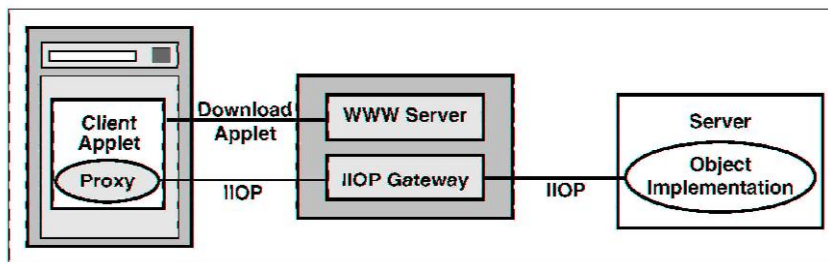 Client
Applet
Proxy
Download
Applet
IIOP
WWW Server
IIOP Gateway
IIOP
Server
Object
Implementation